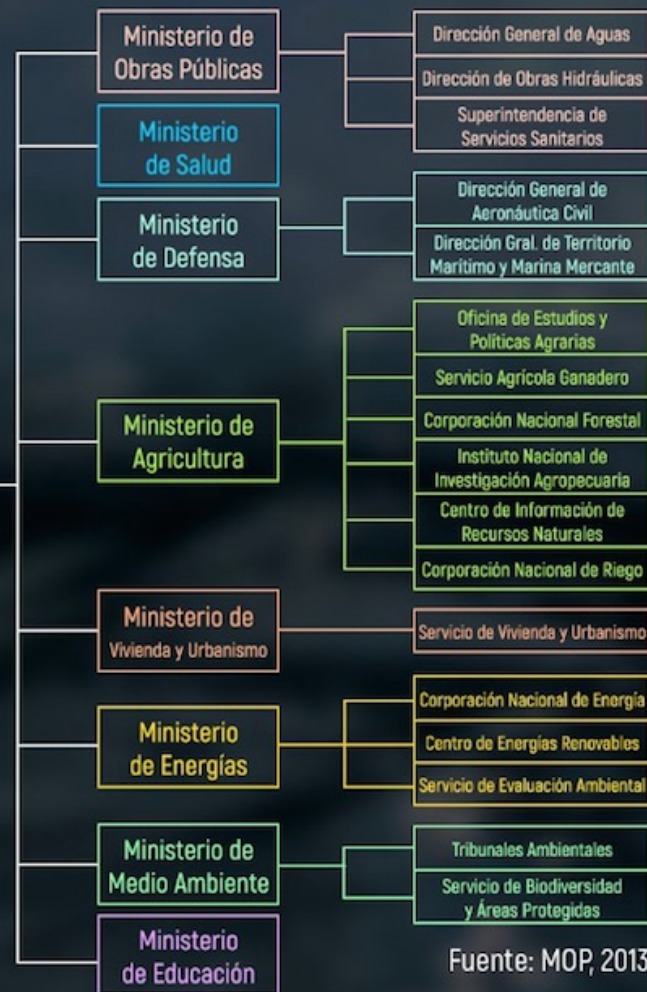 Ministerio de
Obras Públicas
Dirección General de Aguas
Dirección de Obras Hidráulicas
Superintendencia de
Servicios Sanitarios
Ministerio
de Salud
Ministerio
de Defensa
Dirección General de
Aeronáutica Civil
Dirección Gral. de Territorio
Marítimo y Marina Mercante
Ministerio de
Agricultura
Oficina de Estudios y
Políticas Agrarias
Servicio Agrícola Ganadero
Corporación Nacional Forestal
Instituto Nacional de
Investigación Agropecuaria
Centro de Información de
Recursos Naturales
Corporación Nacional de Riego
Ministerio de
Vivienda y Urbanismo
Servicio de Vivienda y Urbanismo
Ministerio
de Energías
Corporación Nacional de Energía
Centro de Energías Renovables
Servicio de Evaluación Ambiental
Ministerio de
Medio Ambiente
Tribunales Ambientales
Servicio de Biodiversidad
y Áreas Protegidas
Ministerio
de Educación
Fuente: MOP, 2013